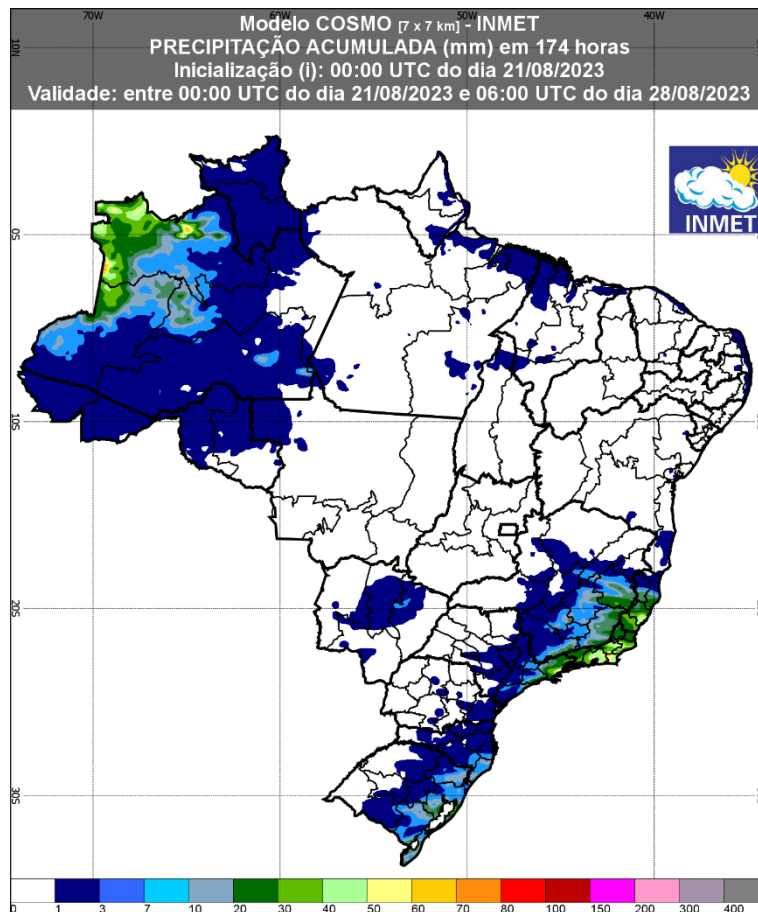 Modelo COSMO [7 x 7 km] - INMET
PRECIPITAÇÃO ACUMULADA (mm) em 174 horas
Inicialização (i): 00:00 UTC do dia 21/08/2023
Validade: entre 00:00 UTC do dia 21/08/2023 e 06:00 UTC do dia 28/08/2023
70W 60W 50W 40W
10N
INMET
0S
10S
20S
30S
0 1 3 7 10 20 30 40 50 60 70 80 100 150 200 300 400